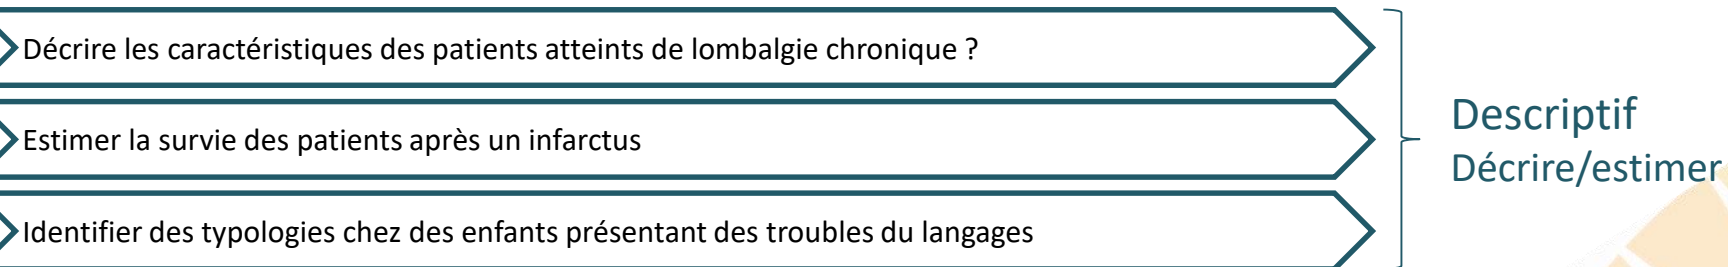 Décrire les caractéristiques des patients atteints de lombalgie chronique ?
Estimer la survie des patients après un infarctus
Identifier des typologies chez des enfants présentant des troubles du langages
Descriptif
Décrire/estimer